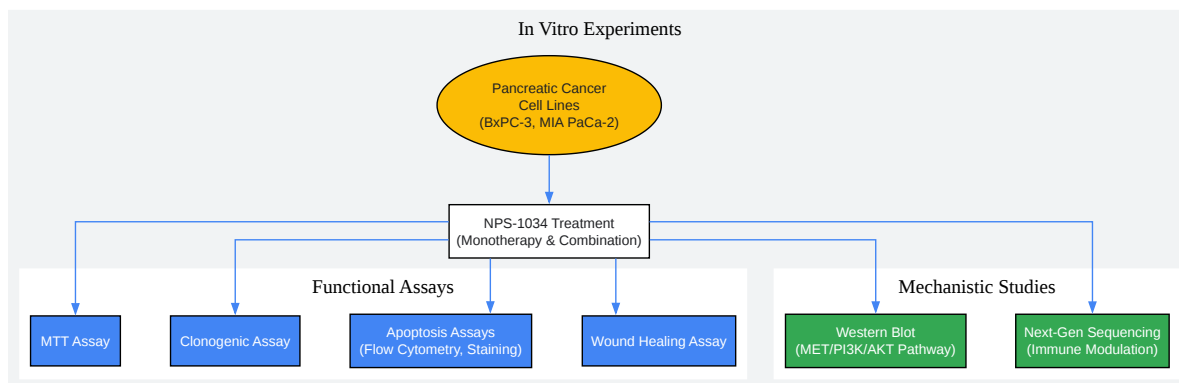 In Vitro Experiments
Pancreatic Cancer
Cell Lines
(BxPC-3, MIA PaCa-2)
NPS-1034 Treatment
(Monotherapy & Combination)
Functional Assays
Mechanistic Studies
MTT Assay
Clonogenic Assay
Apoptosis Assays
(Flow Cytometry, Staining)
Wound Healing Assay
Western Blot
(MET/PI3K/AKT Pathway)
Next-Gen Sequencing
(Immune Modulation)